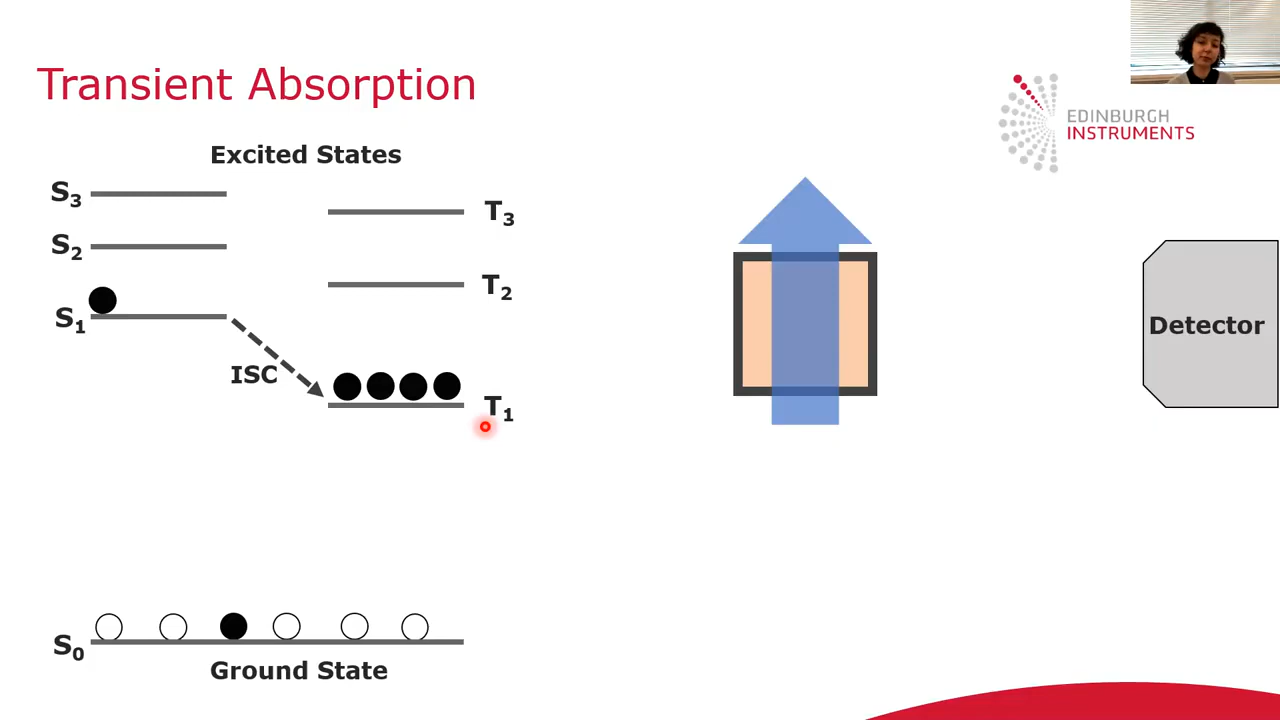 Transient Absorption
EDINBURGH
INSTRUMENTS
Excited States
S3
T3
S2
T2
S1
Detector
ISC
T1
S0
Ground State